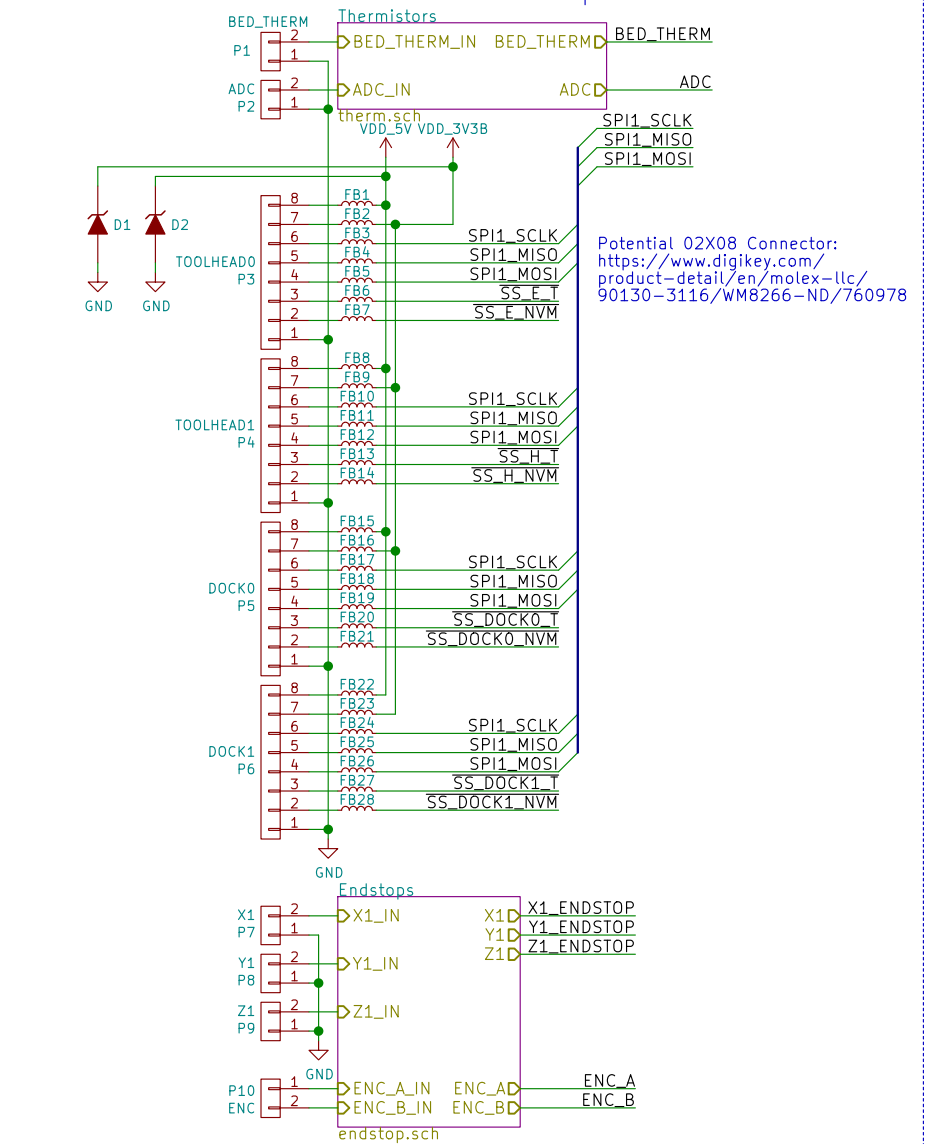 Thermistors
BED_THERM
P1
2
1
BED_THERM_IN
BED_THERM
BED_THERM
ADC
P2
2
1
ADC_IN
ADC
ADC
therm.sch
VDD_5V
VDD_3V3B
SPI1_SCLK
SPI1_MISO
SPI1_MOSI
D1
D2
GND
GND
TOOLHEAD0
P3
8
FB1
7
FB2
6
FB3
SPI1_SCLK
5
FB4
SPI1_MISO
4
FB5
SPI1_MOSI
3
FB6
SS_E_T
2
FB7
SS_E_NVM
1
Potential 02X08 Connector:
https://www.digikey.com/
product-detail/en/molex-llc/
90130-3116/WM8266-ND/760978
TOOLHEAD1
P4
8
FB8
7
FB9
6
FB10
SPI1_SCLK
5
FB11
SPI1_MISO
4
FB12
SPI1_MOSI
3
FB13
SS_H_T
2
FB14
SS_H_NVM
1
DOCK0
P5
8
FB15
7
FB16
6
FB17
SPI1_SCLK
5
FB18
SPI1_MISO
4
FB19
SPI1_MOSI
3
FB20
SS_DOCK0_T
2
FB21
SS_DOCK0_NVM
1
DOCK1
P6
8
FB22
7
FB23
6
FB24
SPI1_SCLK
5
FB25
SPI1_MISO
4
FB26
SPI1_MOSI
3
FB27
SS_DOCK1_T
2
FB28
SS_DOCK1_NVM
1
GND
Endstops
X1
P7
2
1
X1_IN
X1
X1_ENDSTOP
Y1
Y1_ENDSTOP
Z1
Z1_ENDSTOP
Y1
P8
2
1
Y1_IN
Z1
P9
2
1
Z1_IN
GND
P10
ENC
1
2
ENC_A_IN
ENC_A
ENC_A
ENC_B_IN
ENC_B
ENC_B
endstop.sch